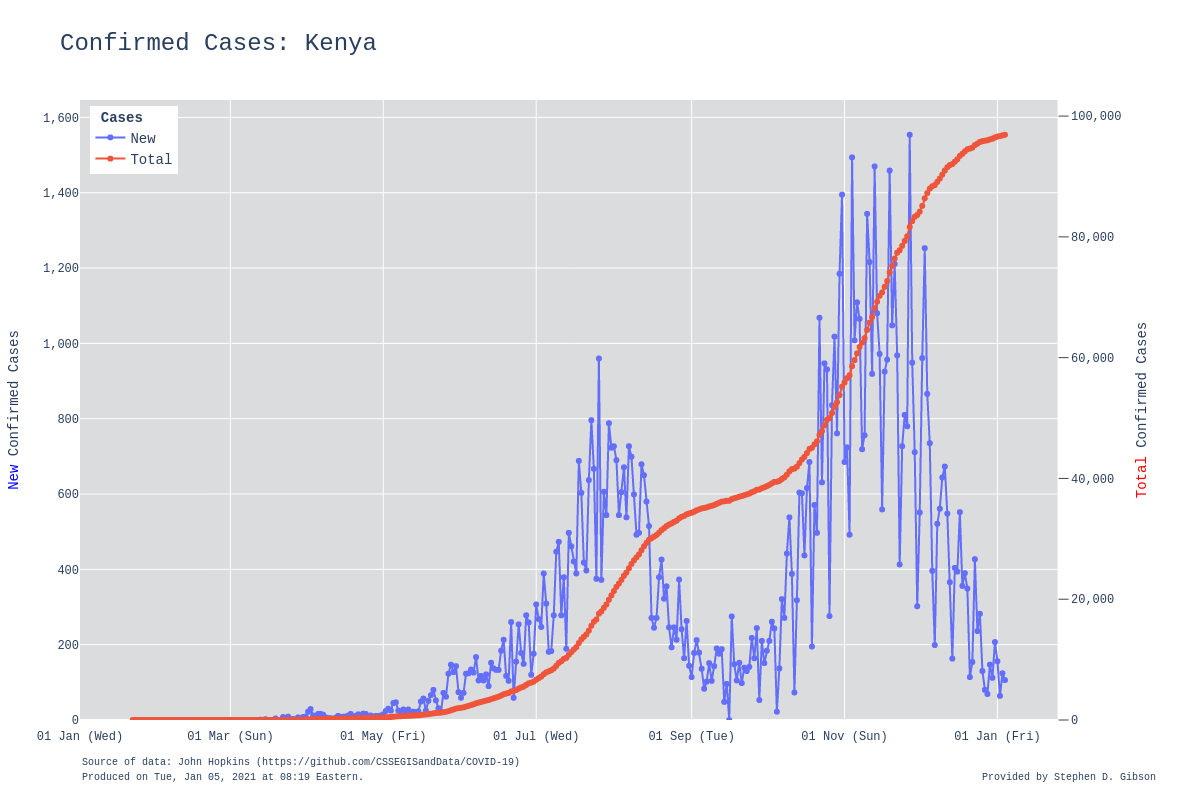 Confirmed Cases: Kenya
Cases
New
Total
1,600
1,400
1,200
1,000
800
600
400
200
0
100,000
80,000
60,000
40,000
20,000
0
New Confirmed Cases
Total Confirmed Cases
01 Jan (Wed)
01 Mar (Sun)
01 May (Fri)
01 Jul (Wed)
01 Sep (Tue)
01 Nov (Sun)
01 Jan (Fri)
Source of data: John Hopkins (https://github.com/CSSEGISandData/COVID-19)
Produced on Tue, Jan 05, 2021 at 08:19 Eastern.
Provided by Stephen D. Gibson